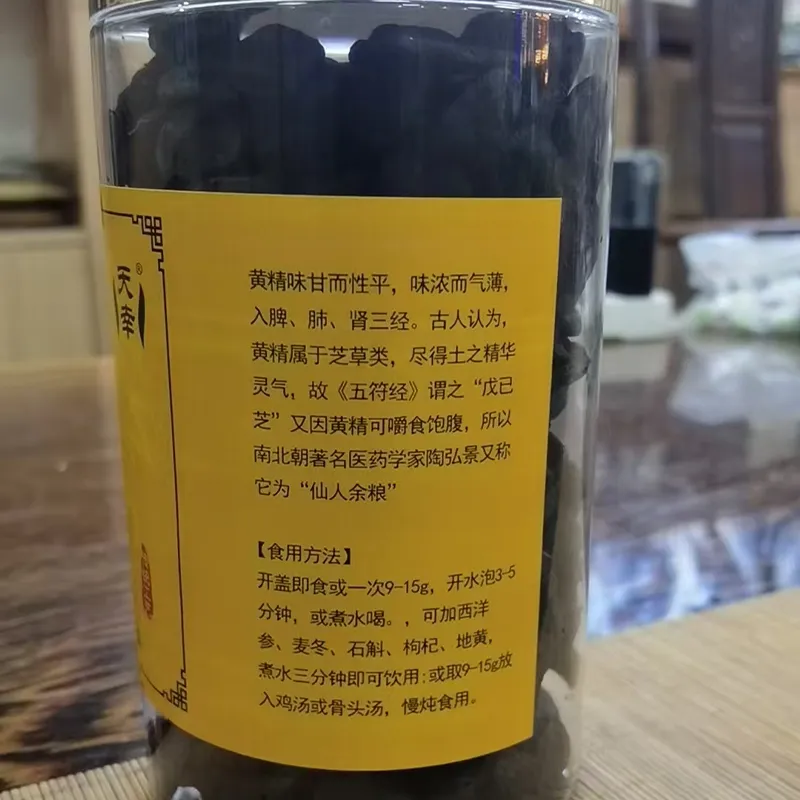 天幸®
黄精味甘而性平，味浓而气薄，
入脾、肺、肾三经。古人认为，
黄精属于芝草类，尽得土之精华
灵气，故《五符经》谓之“戊已
芝”又因黄精可嚼食饱腹，所以
南北朝著名医药学家陶弘景又称
它为“仙人余粮”
【食用方法】
开盖即食或一次9-15g，开水泡3-5
分钟，或煮水喝。，可加西洋
参、麦冬、石斛、枸杞、地黄，
煮水三分钟即可饮用；或取9-15g放
入鸡汤或骨头汤，慢炖食用。